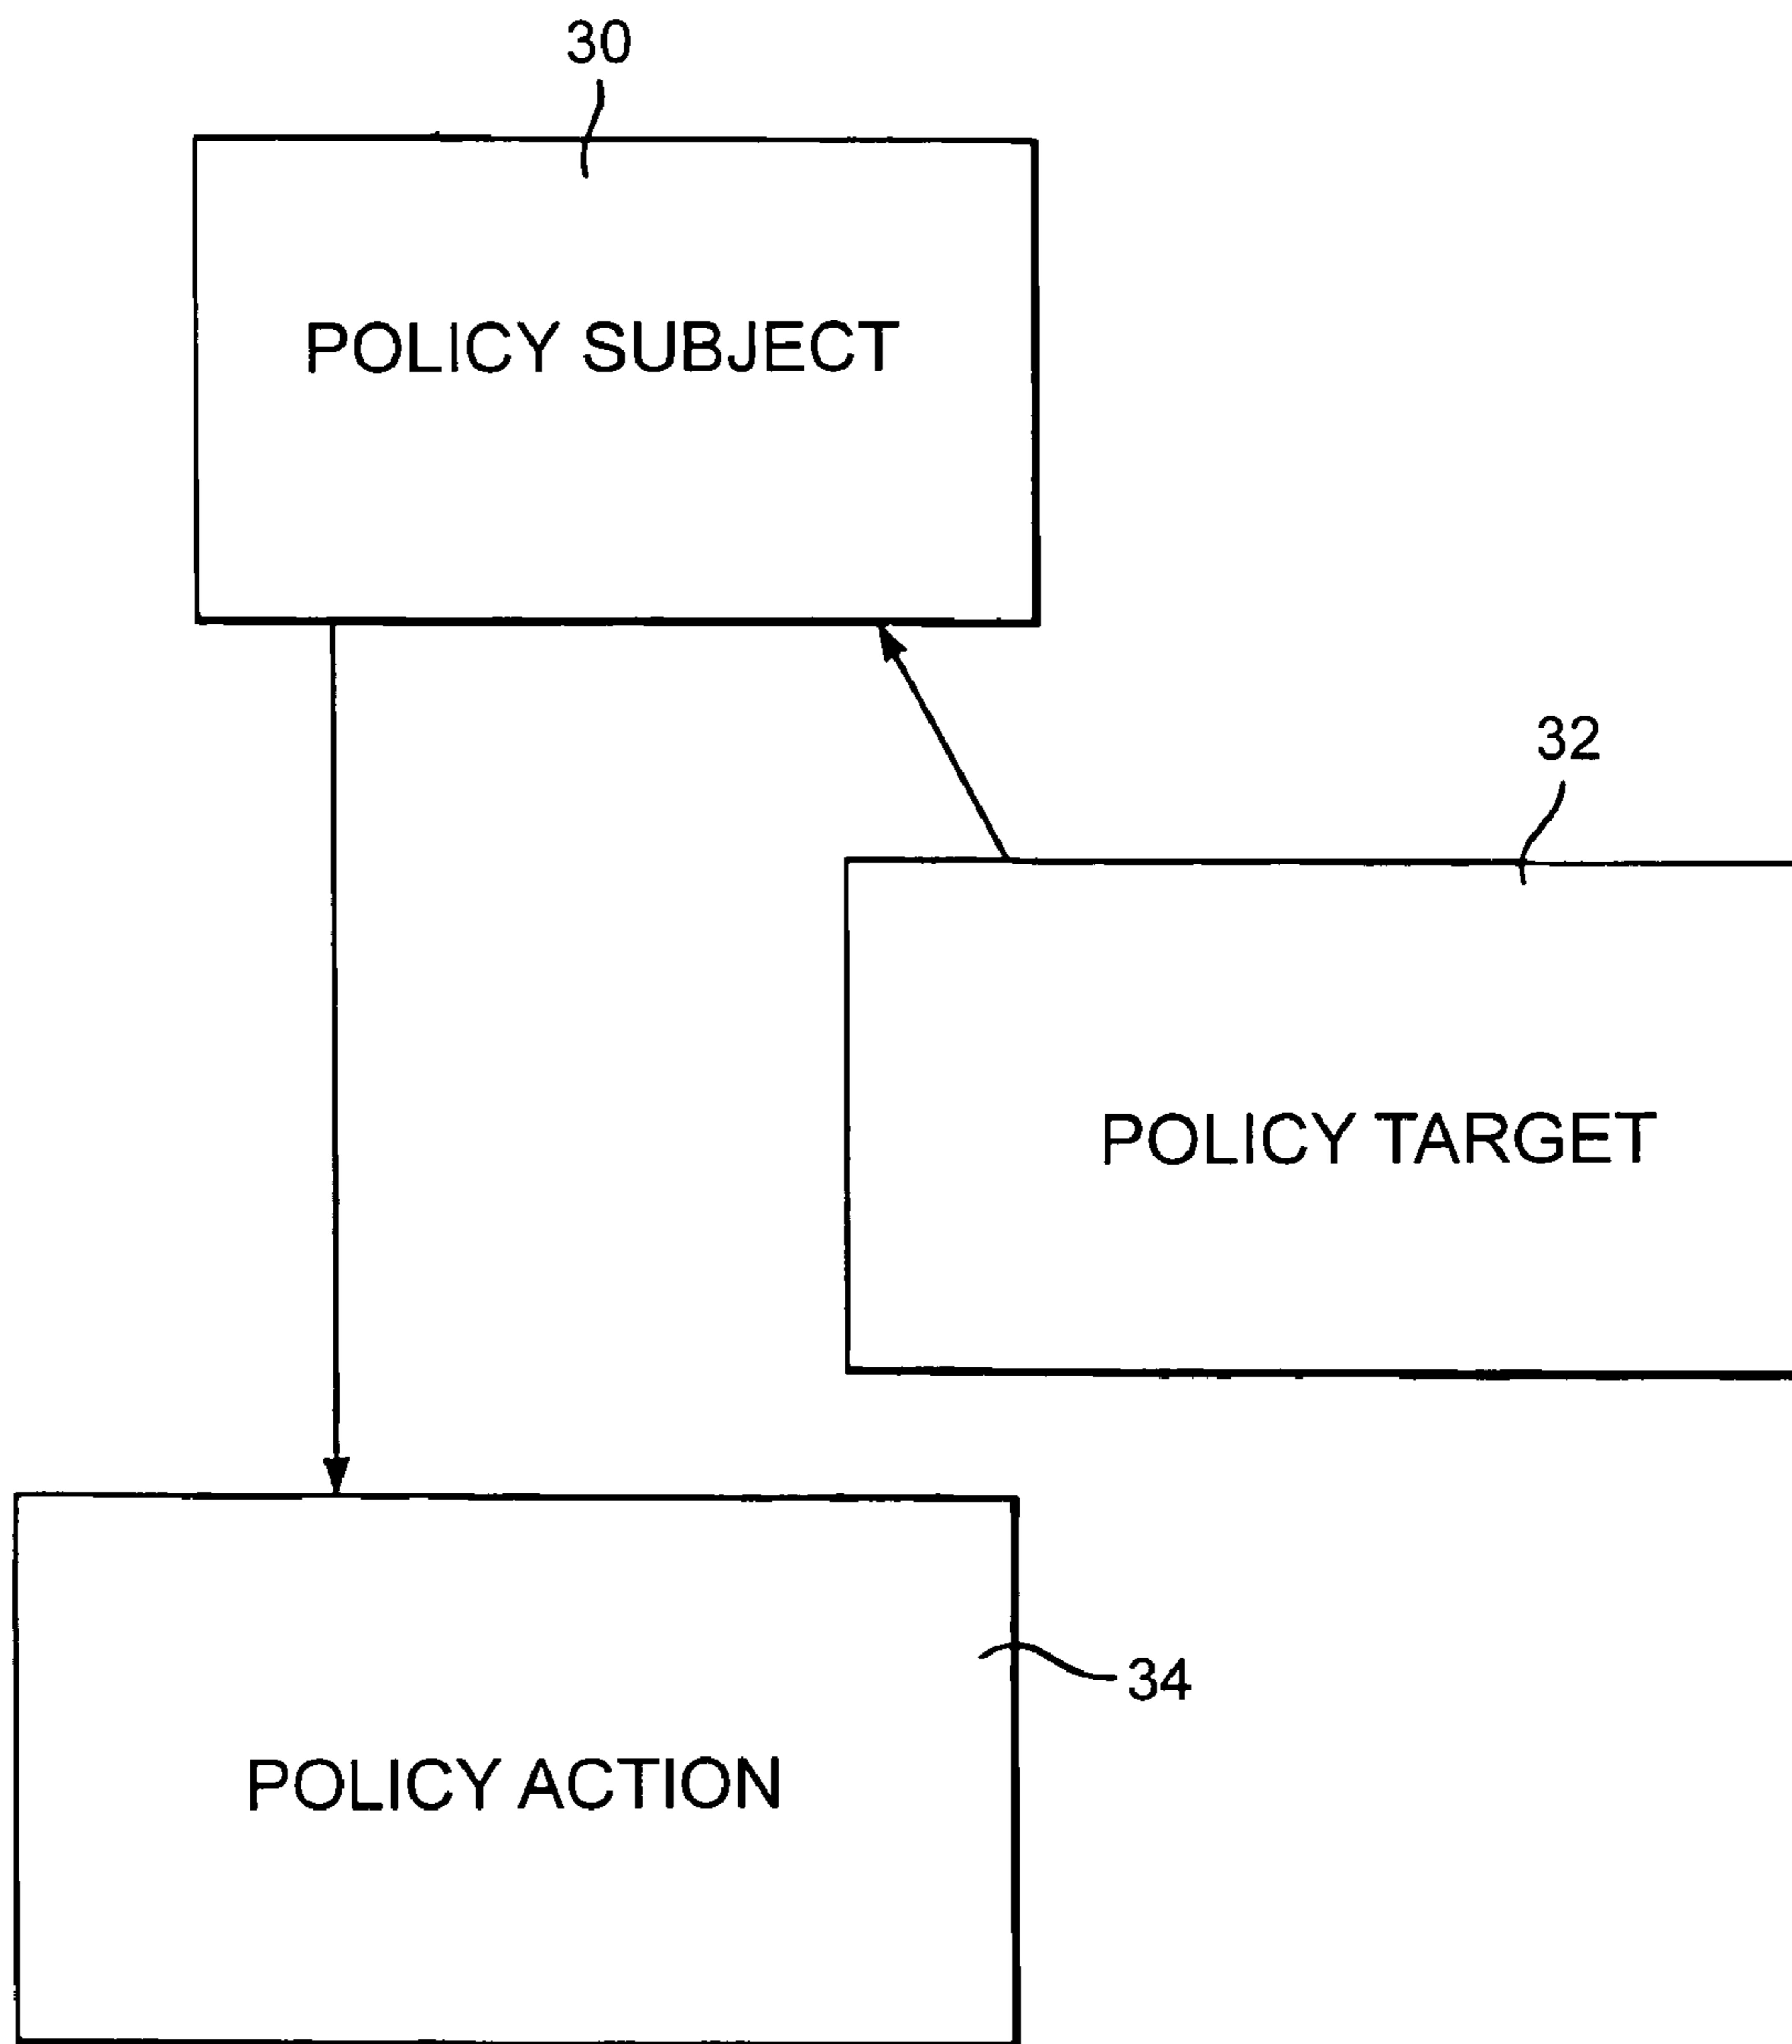 30
POLICY SUBJECT
32
POLICY TARGET
34
POLICY ACTION